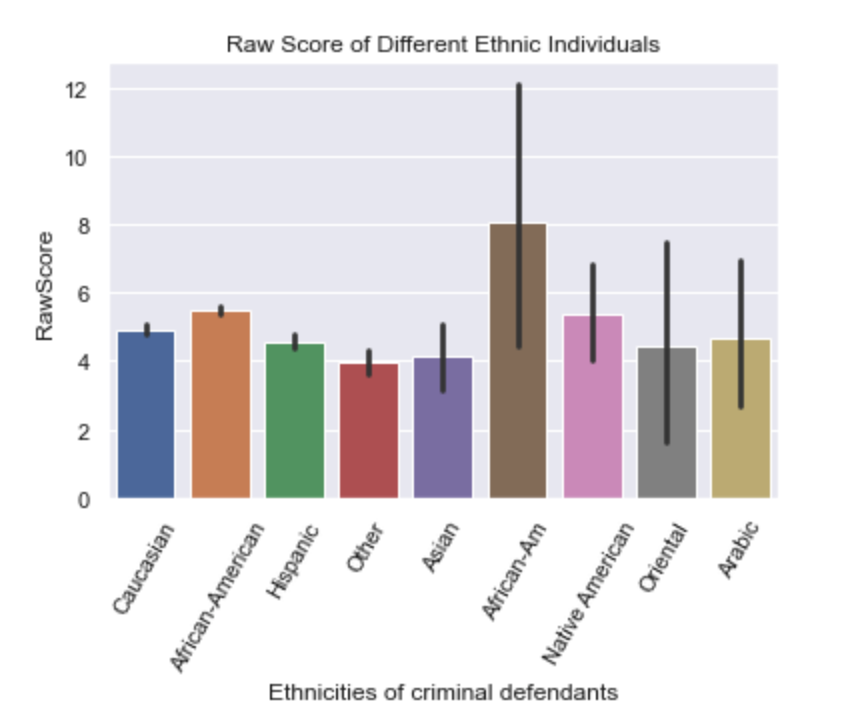 Raw Score of Different Ethnic Individuals
12
10
8
6
4
2
0
RawScore
Caucasian
African-American
Hispanic
Other
Asian
African-Am
Native American
Oriental
Arabic
Ethnicities of criminal defendants